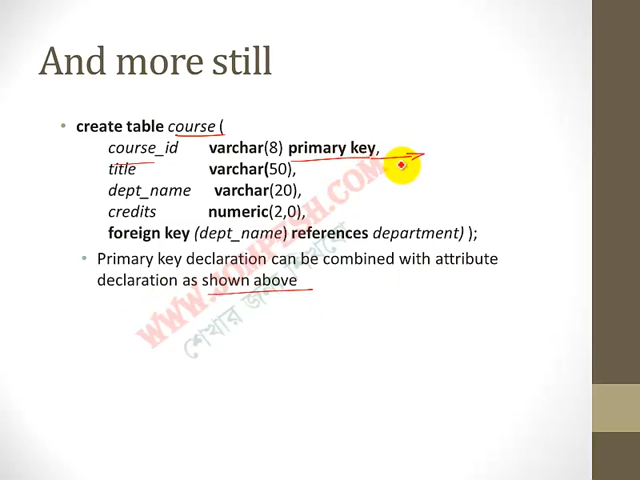 And more still
• create table course (
course_id varchar(8) primary key,
title varchar(50),
dept_name varchar(20),
credits numeric(2,0),
foreign key (dept_name) references department) );
• Primary key declaration can be combined with attribute
declaration as shown above
WWW.JOMPESH.COM
শেখার জন্য শিখবো